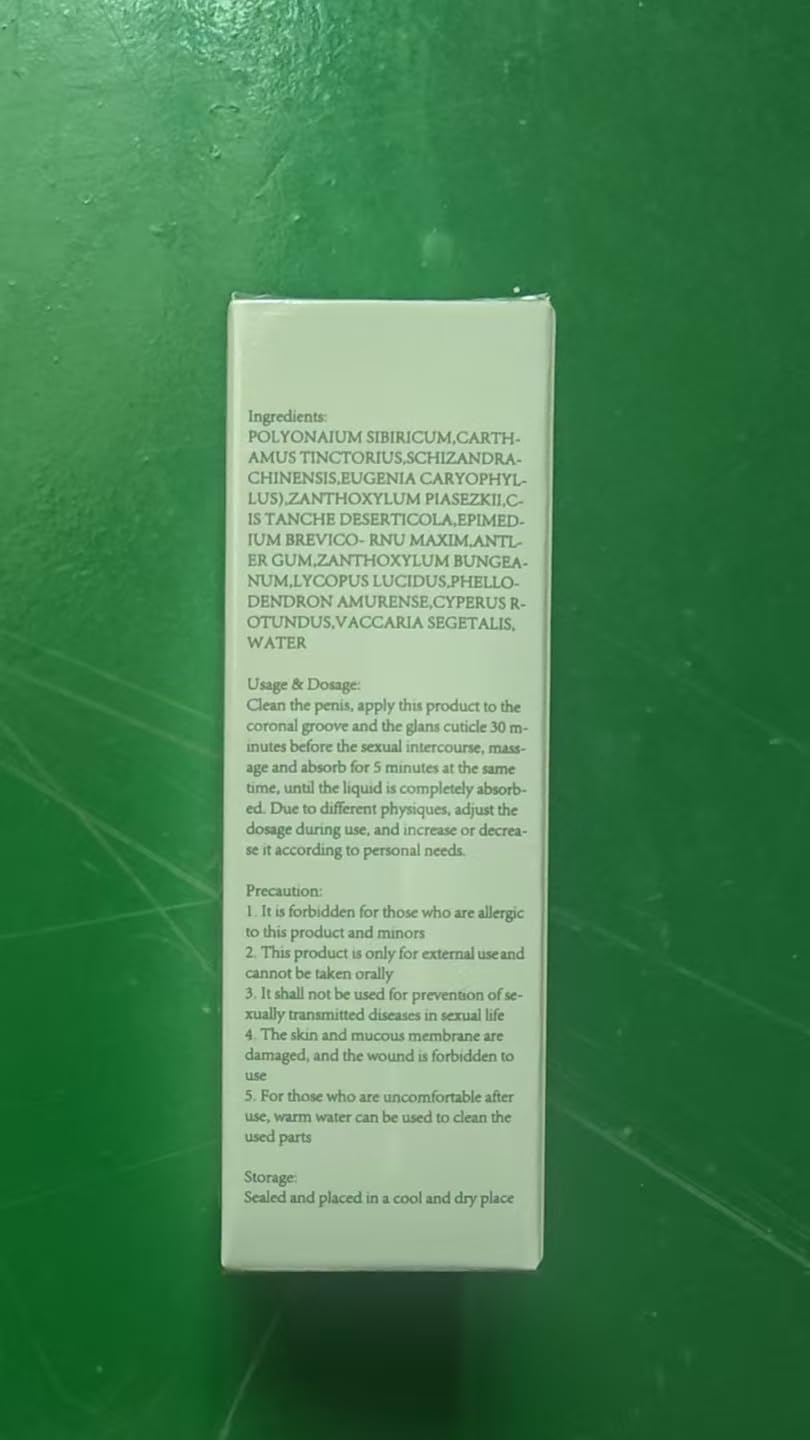 Ingredients:
POLYONAIUM SIBIRICUM,CARTH-
AMUS TINCTORIUS,SCHIZANDRA-
CHINENSIS,EUGENIA CARYOPHYL-
LUS),ZANTHOXYLUM PIASEZKII,C-
IS TANCHE DESERTICOLA,EPIMED-
IUM BREVICO- RNU MAXIM,ANTL-
ER GUM,ZANTHOXYLUM BUNGEA-
NUM,LYCOPUS LUCIDUS,PHELLO-
DENDRON AMURENSE,CYPERUS R-
OTUNDUS,VACCARIA SEGETALIS,
WATER
Usage & Dosage:
Clean the penis, apply this product to the
coronal groove and the glans cuticle 30 m-
inutes before the sexual intercourse, mass-
age and absorb for 5 minutes at the same
time, until the liquid is completely absorb-
ed. Due to different physiques, adjust the
dosage during use, and increase or decrea-
se it according to personal needs.
Precaution:
1. It is forbidden for those who are allergic
to this product and minors
2. This product is only for external use and
cannot be taken orally
3. It shall not be used for prevention of se-
xually transmitted diseases in sexual life
4. The skin and mucous membrane are
damaged, and the wound is forbidden to
use
5. For those who are uncomfortable after
use, warm water can be used to clean the
used parts
Storage:
Sealed and placed in a cool and dry place